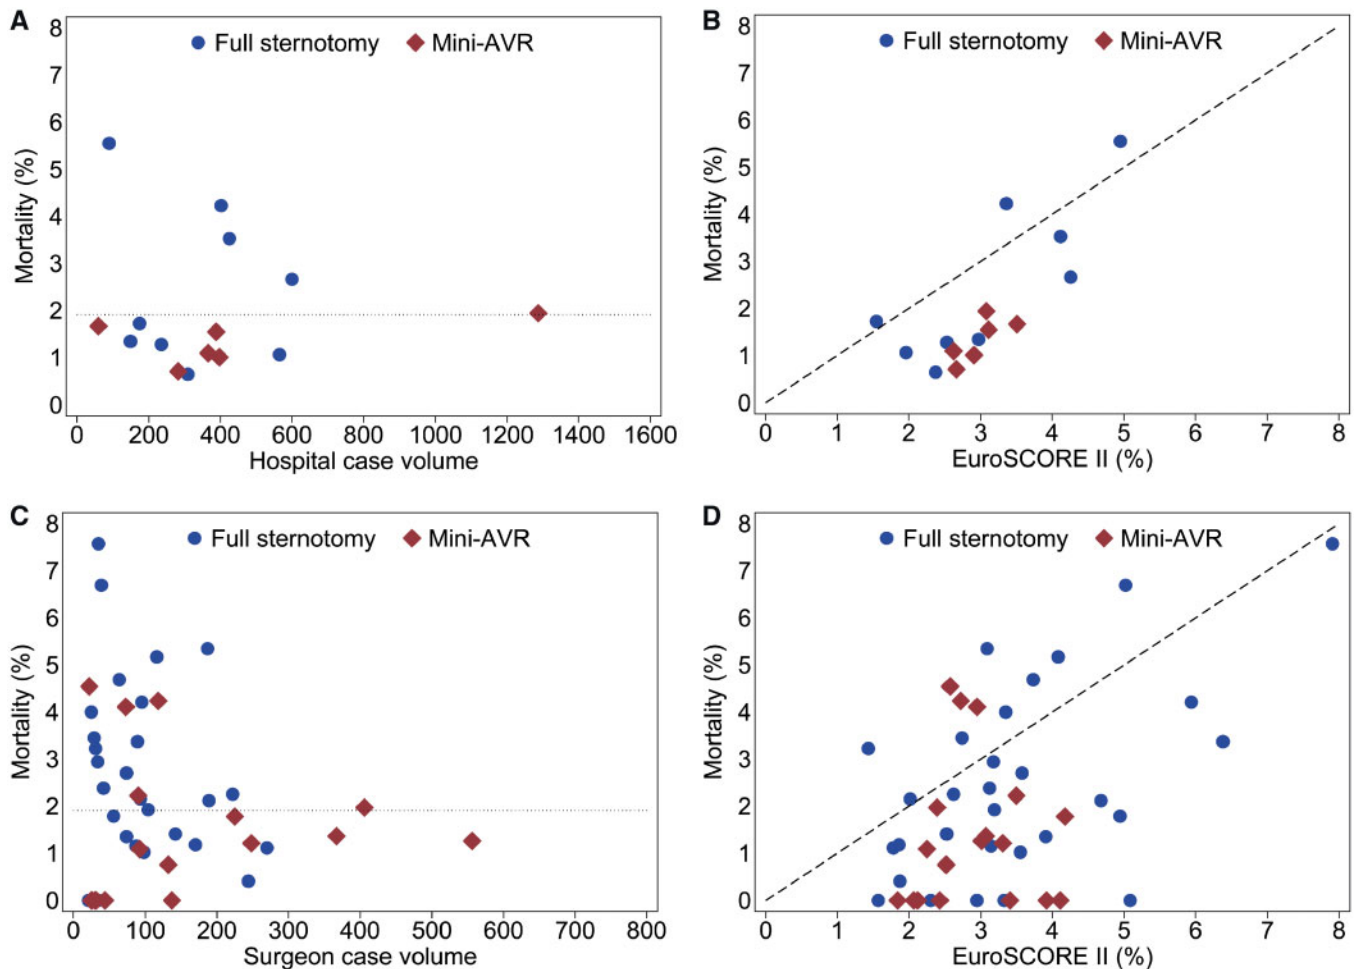 A
Full sternotomy Mini-AVR
Mortality (%)
8
7
6
5
4
3
2
1
0
0 200 400 600 800 1000 1200 1400 1600
Hospital case volume
B
Full sternotomy Mini-AVR
Mortality (%)
8
7
6
5
4
3
2
1
0
0 1 2 3 4 5 6 7 8
EuroSCORE II (%)
C
Full sternotomy Mini-AVR
Mortality (%)
8
7
6
5
4
3
2
1
0
0 100 200 300 400 500 600 700 800
Surgeon case volume
D
Full sternotomy Mini-AVR
Mortality (%)
8
7
6
5
4
3
2
1
0
0 1 2 3 4 5 6 7 8
EuroSCORE II (%)